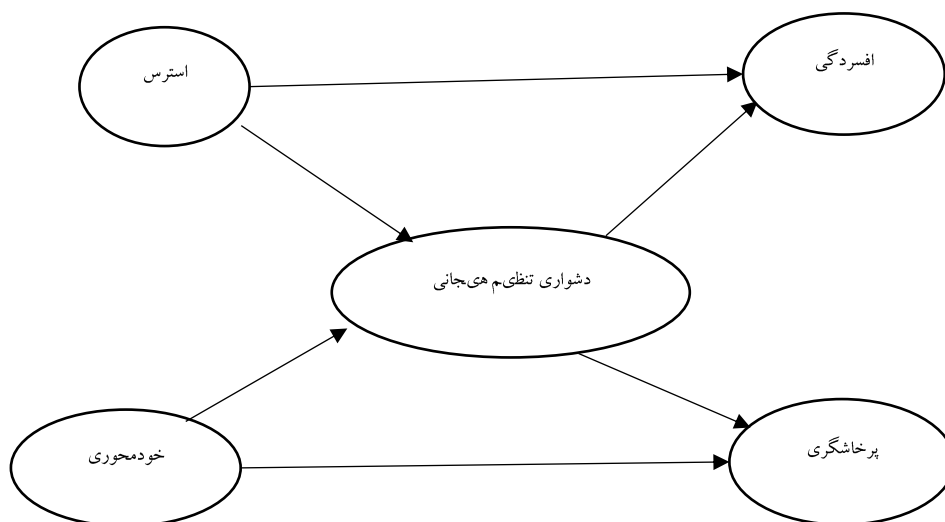 افسردگی
استرس
دشواری تنظیم هیجانی
پرخاشگری
خودمحوری